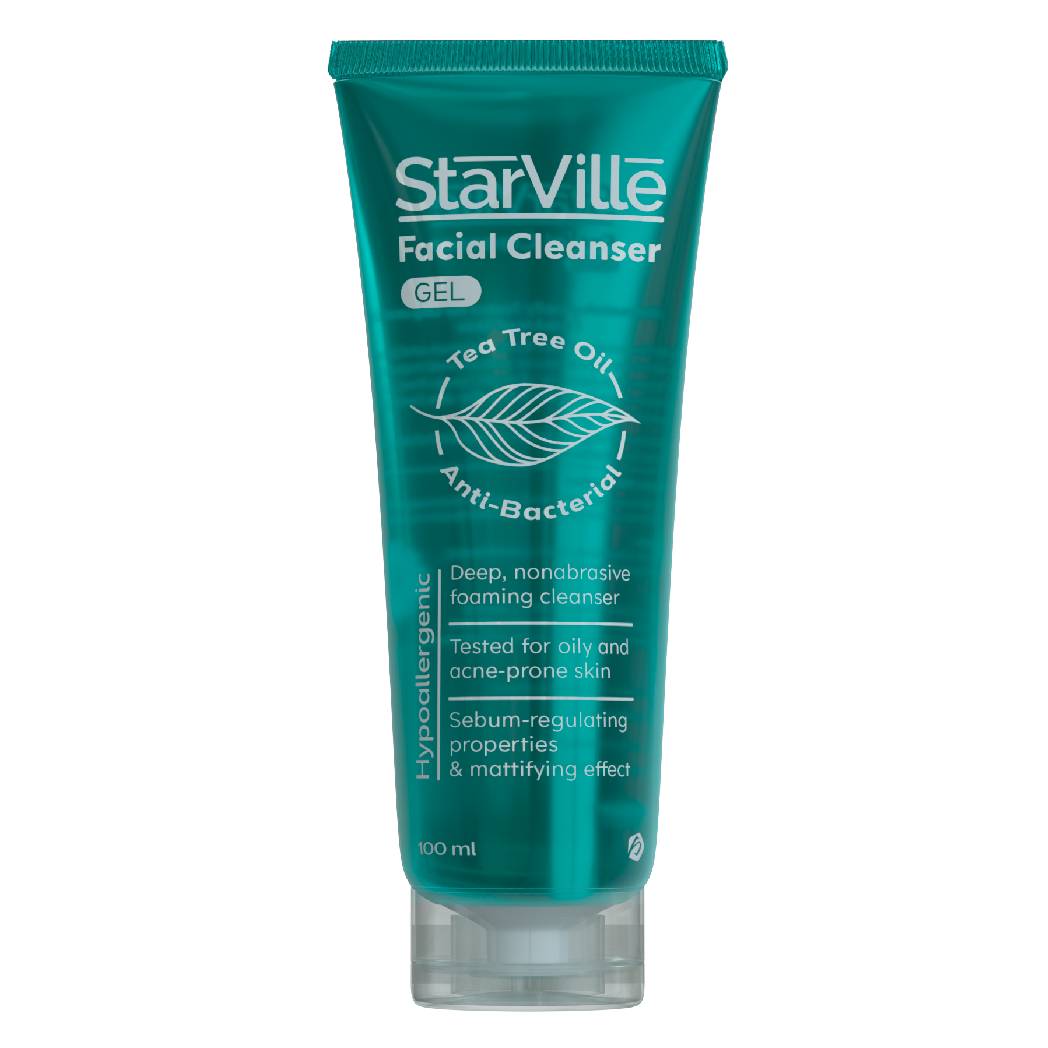 StarVille
Facial Cleanser
GEL
Tea Tree Oil
Anti-Bacterial
Hypoallergenic
Deep, nonabrasive
foaming cleanser
Tested for oily and
acne-prone skin
Sebum-regulating
properties
& mattifying effect
100 ml